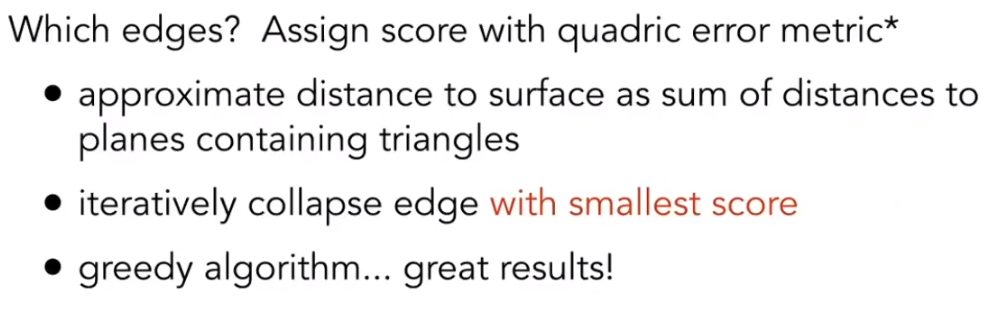 Which edges? Assign score with quadric error metric*
• approximate distance to surface as sum of distances to
planes containing triangles
• iteratively collapse edge with smallest score
• greedy algorithm... great results!